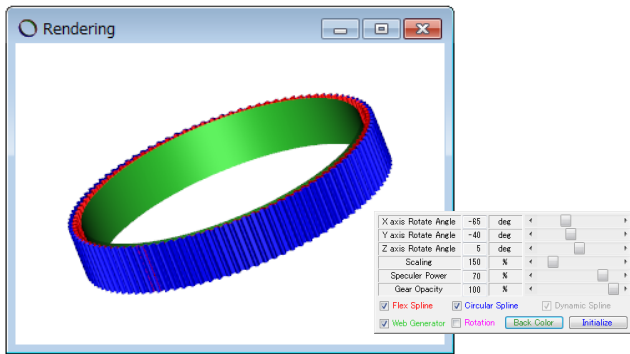 Rendering
X axis Rotate Angle -65 deg
Y axis Rotate Angle -40 deg
Z axis Rotate Angle 5 deg
Scaling 150 %
Speculer Power 70 %
Gear Opacity 100 %
Flex Spline Circular Spline Dynamic Spline
Web Generator Rotation Back Color Initialize